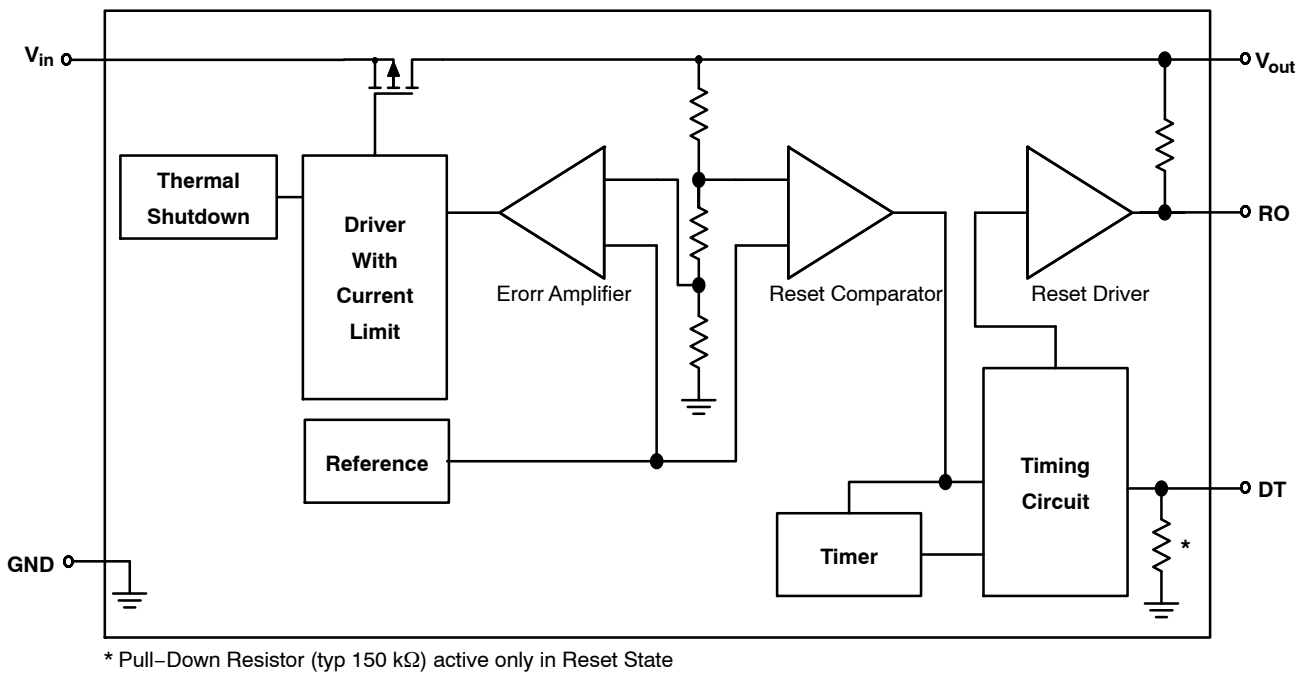 Vin
Vout
Thermal
Shutdown
Driver
With
Current
Limit
RO
Erorr Amplifier
Reset Comparator
Reset Driver
Reference
Timing
Circuit
DT
Timer
*
GND
* Pull−Down Resistor (typ 150 kΩ) active only in Reset State